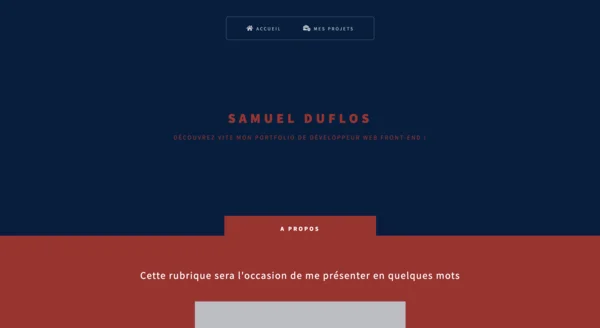 ACCUEIL MES PROJETS
SAMUEL DUFLOS
DÉCOUVREZ VITE MON PORTFOLIO DE DÉVELOPPEUR WEB FRONT-END !
A PROPOS
Cette rubrique sera l'occasion de me présenter en quelques mots